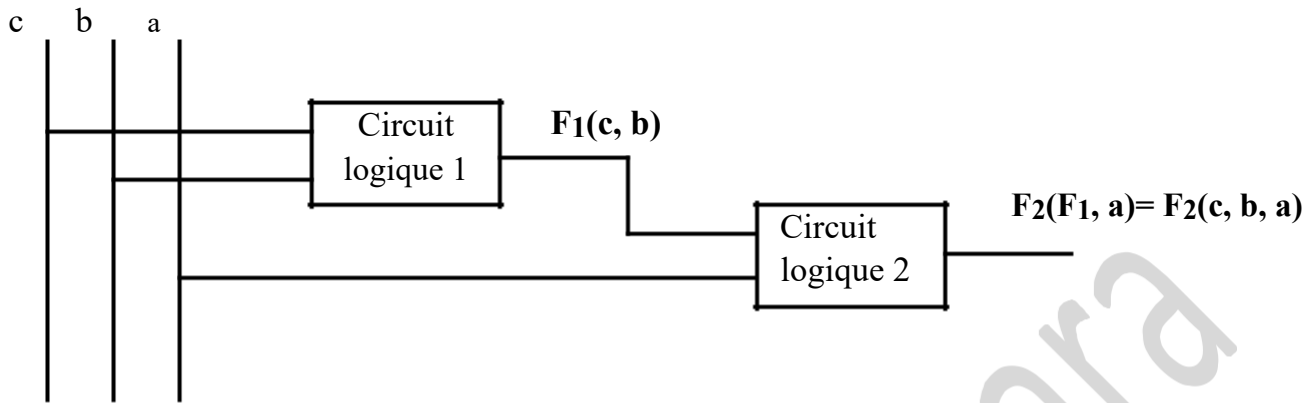 c b a
Circuit
logique 1
F1(c, b)
F2(F1, a)= F2(c, b, a)
Circuit
logique 2